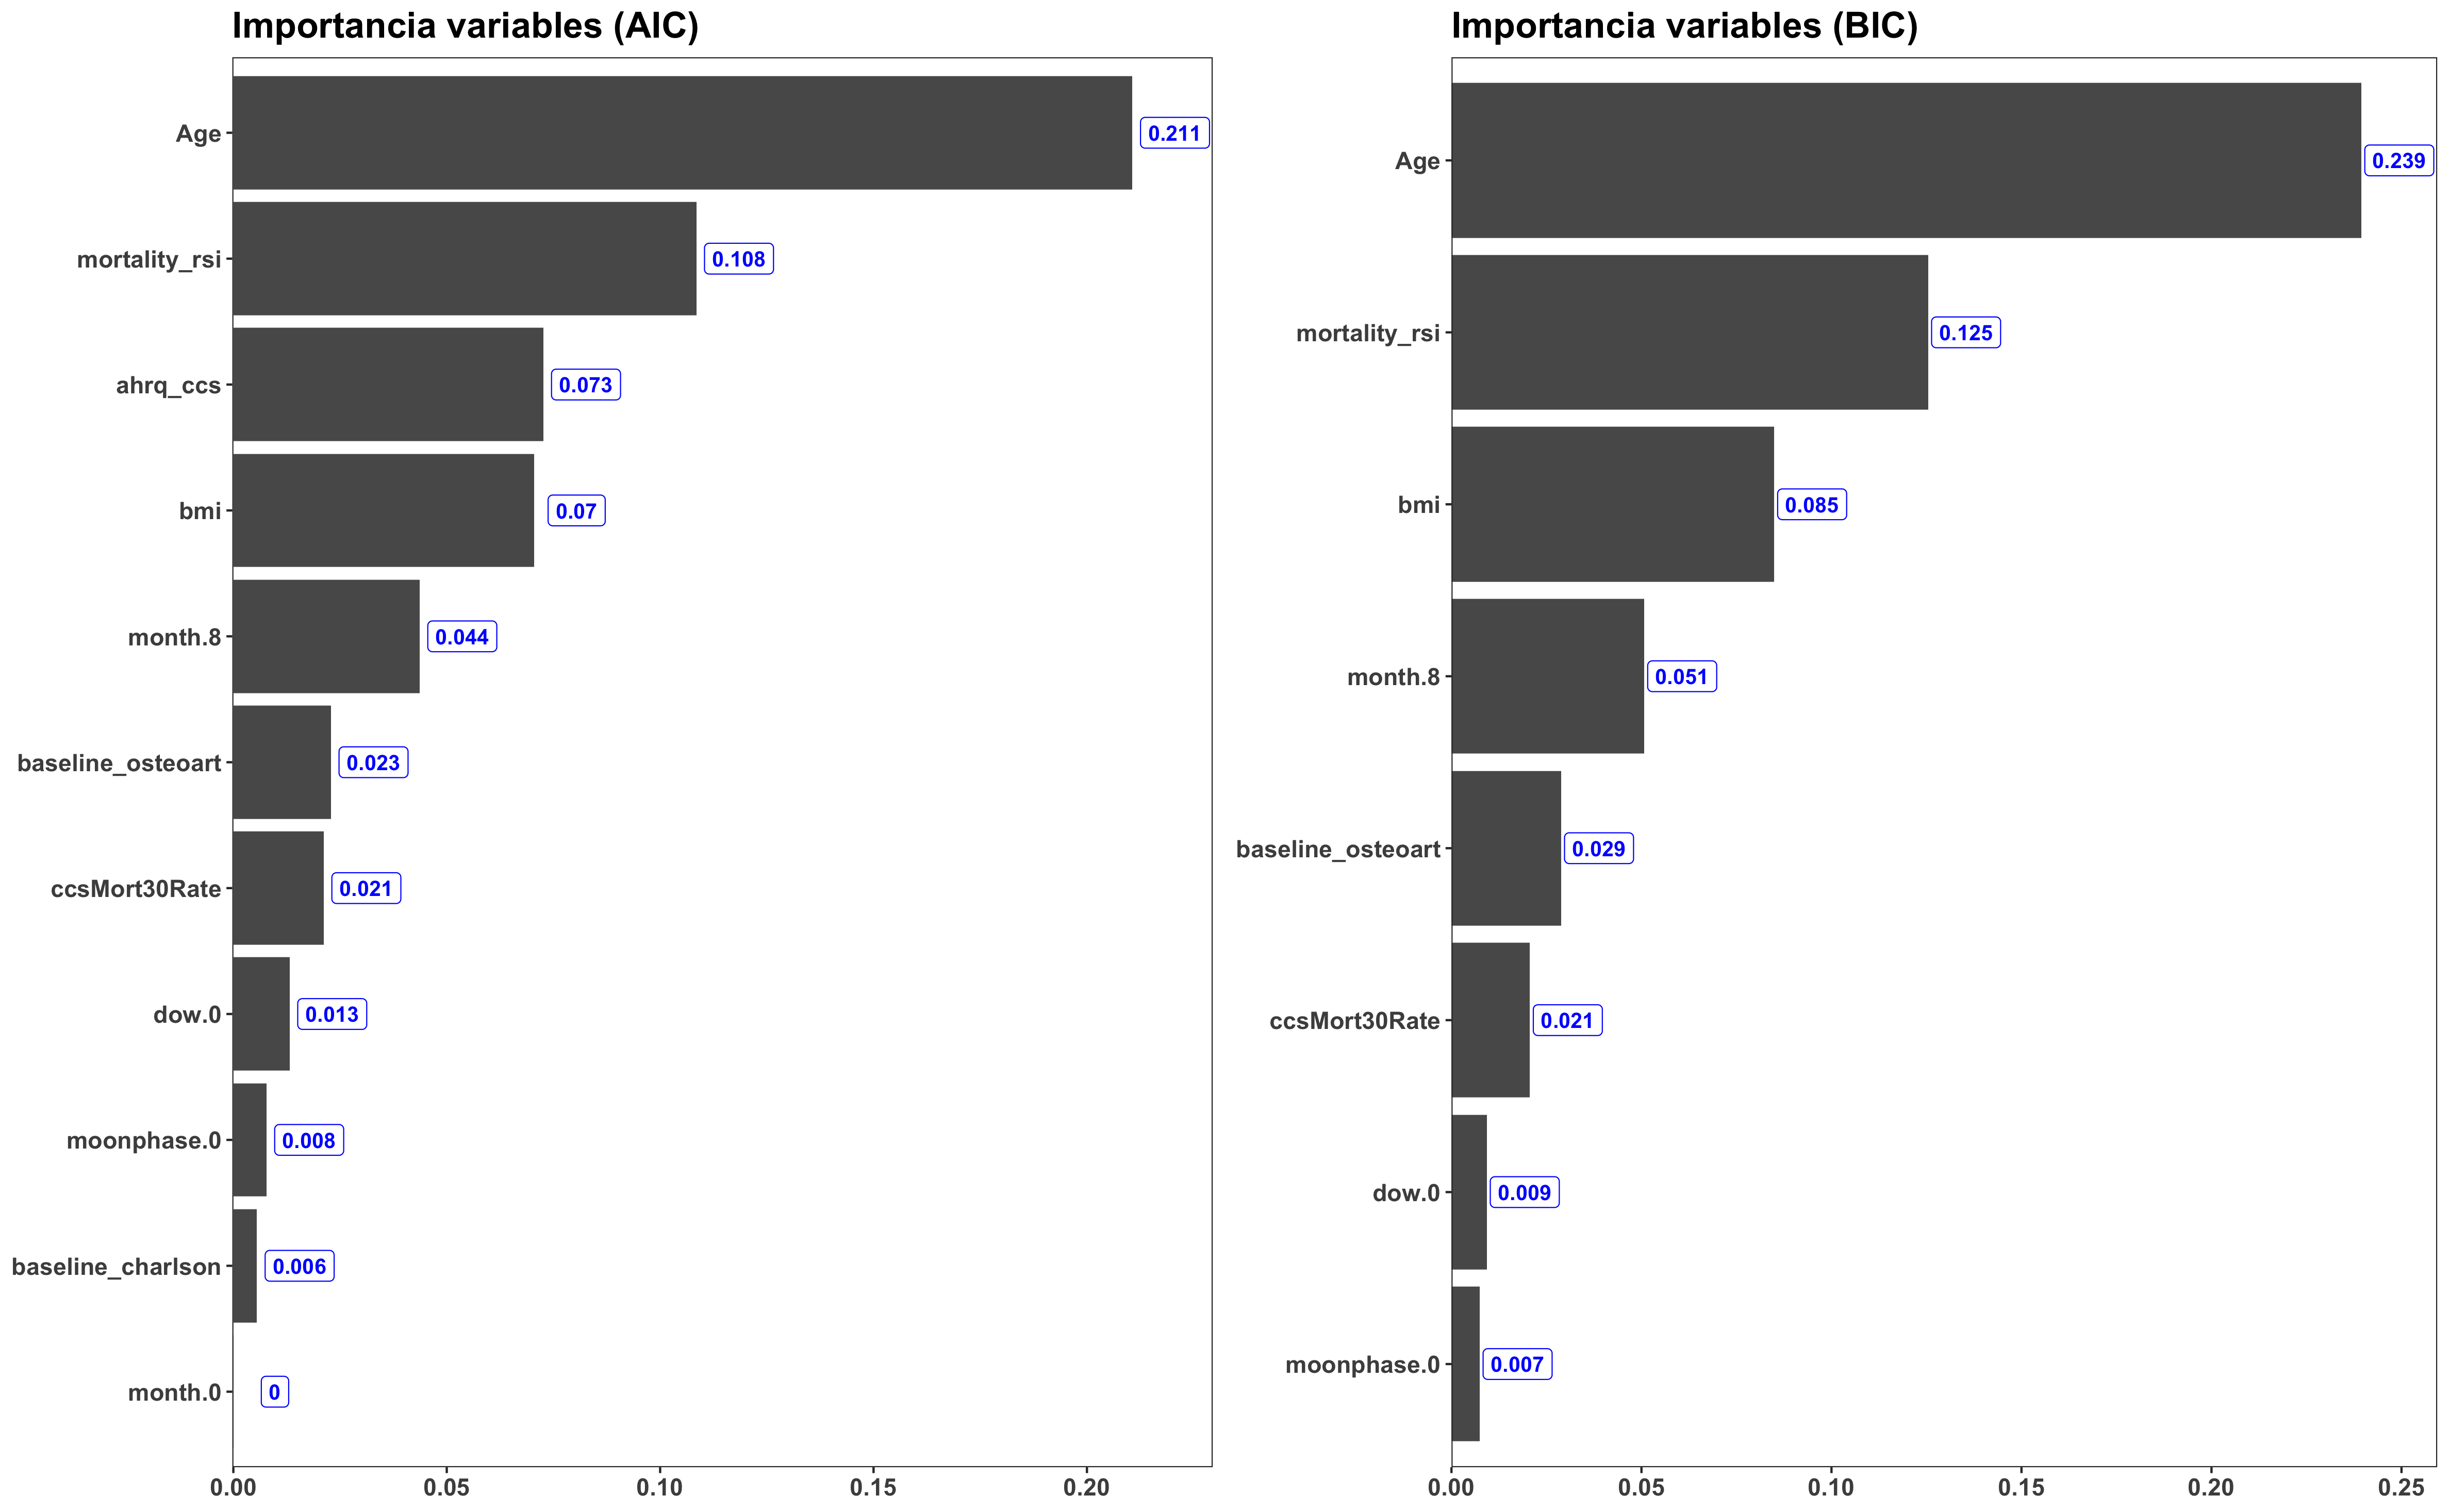 Importancia variables (AIC)
Age
0.211
mortality_rsi
0.108
ahrq_ccs
0.073
bmi
0.07
month.8
0.044
baseline_osteoart
0.023
ccsMort30Rate
0.021
dow.0
0.013
moonphase.0
0.008
baseline_charlson
0.006
month.0
0
0.00 0.05 0.10 0.15 0.20
Importancia variables (BIC)
Age
0.239
mortality_rsi
0.125
bmi
0.085
month.8
0.051
baseline_osteoart
0.029
ccsMort30Rate
0.021
dow.0
0.009
moonphase.0
0.007
0.00 0.05 0.10 0.15 0.20 0.25